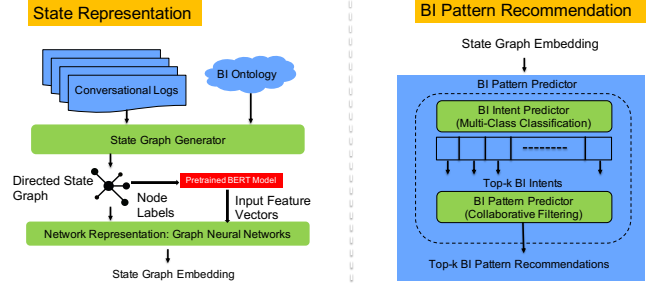 State Representation
Conversational Logs
BI Ontology
State Graph Generator
Directed State
Graph
Node
Labels
Pretrained BERT Model
Input Feature
Vectors
Network Representation: Graph Neural Networks
State Graph Embedding
BI Pattern Recommendation
State Graph Embedding
BI Pattern Predictor
BI Intent Predictor
(Multi-Class Classification)
Top-k BI Intents
BI Pattern Predictor
(Collaborative Filtering)
Top-k BI Pattern Recommendations